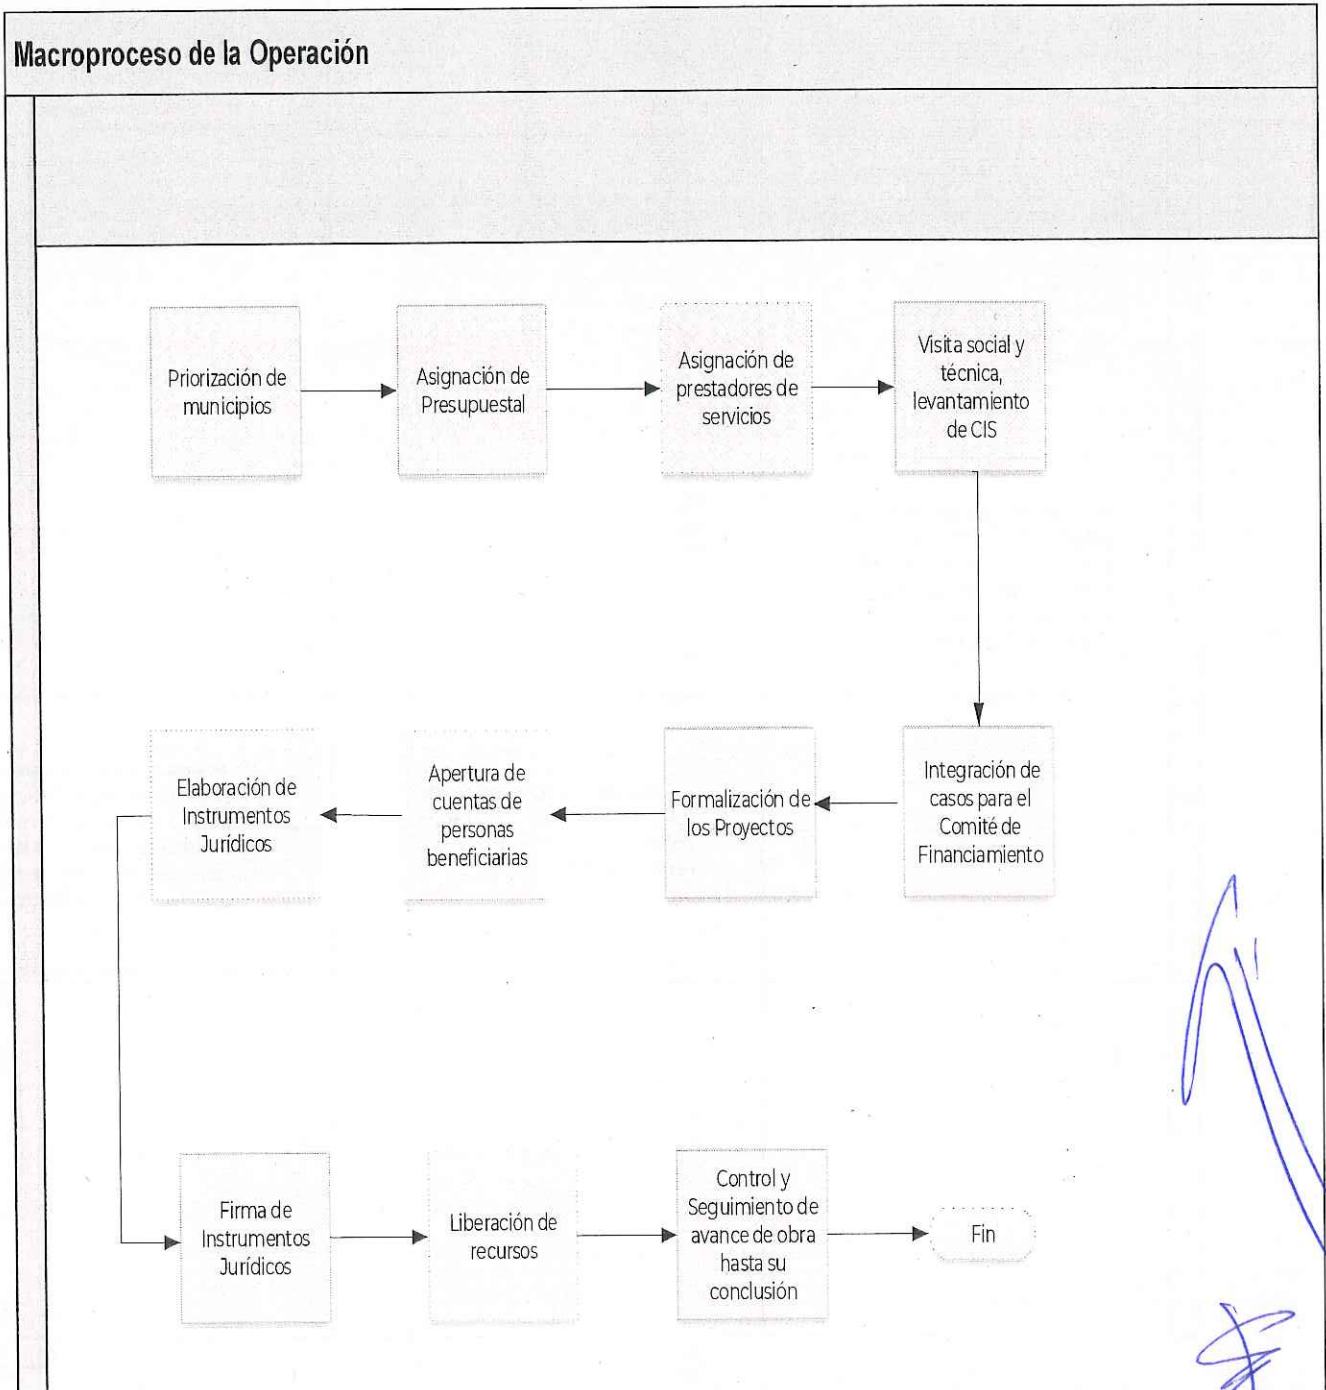 Macroproceso de la Operación
Priorización de
municipios
Asignación de
Presupuestal
Asignación de
prestadores de
servicios
Visita social y
técnica,
levantamiento
de CIS
Integración de
casos para el
Comité de
Financiamiento
Formalización de
los Proyectos
Apertura de
cuentas de
personas
beneficiarias
Elaboración de
Instrumentos
Jurídicos
Firma de
Instrumentos
Jurídicos
Liberación de
recursos
Control y
Seguimiento de
avance de obra
hasta su
conclusión
Fin